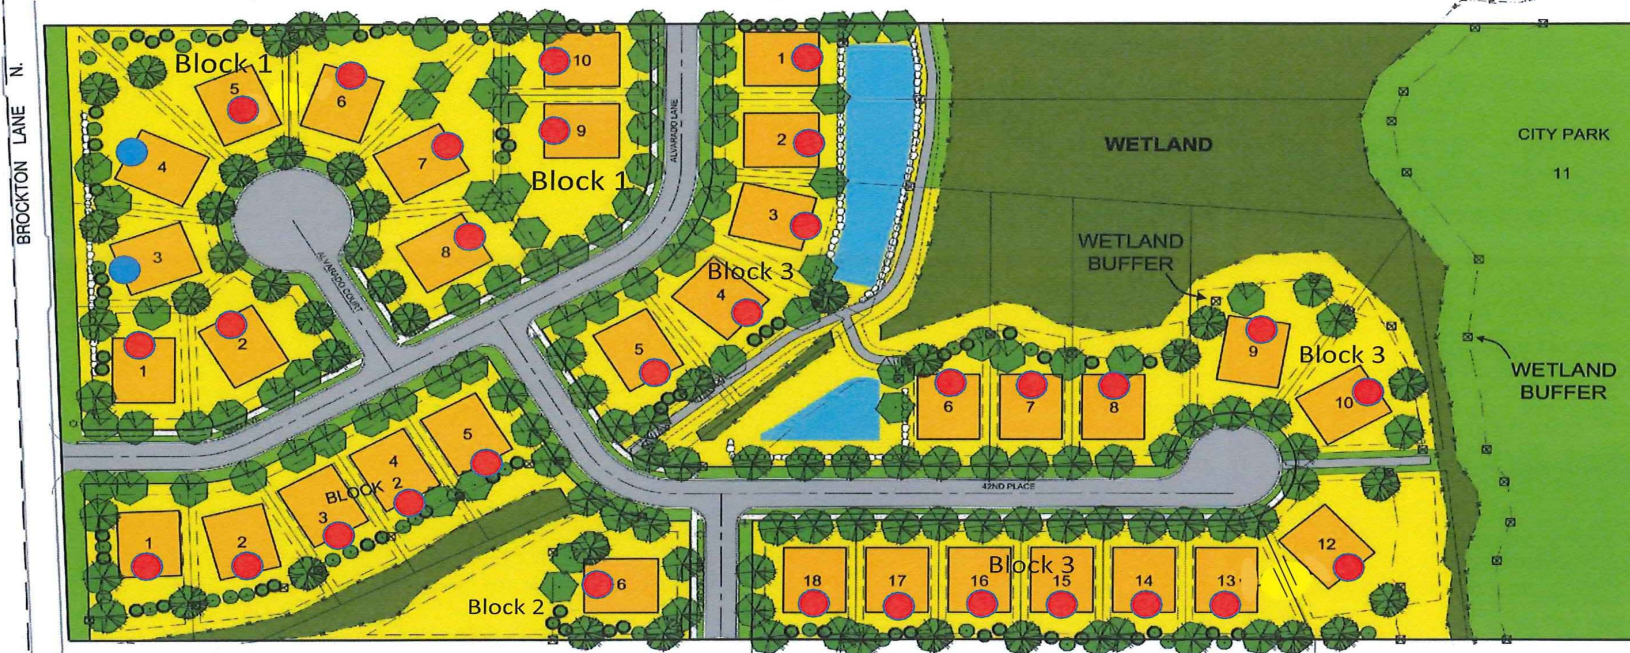 BROCKTON LANE N.
Block 1
5
6
10
9
4
7
3
8
1
2
Block 1
ALVARADO COURT
ALVARADO LANE
1
2
3
Block 3
4
5
WETLAND
WETLAND
BUFFER
CITY PARK
11
WETLAND
BUFFER
6
7
8
9
Block 3
10
42ND PLACE
5
4
BLOCK 2
3
1
2
6
Block 2
18
17
16
Block 3
15
14
13
12